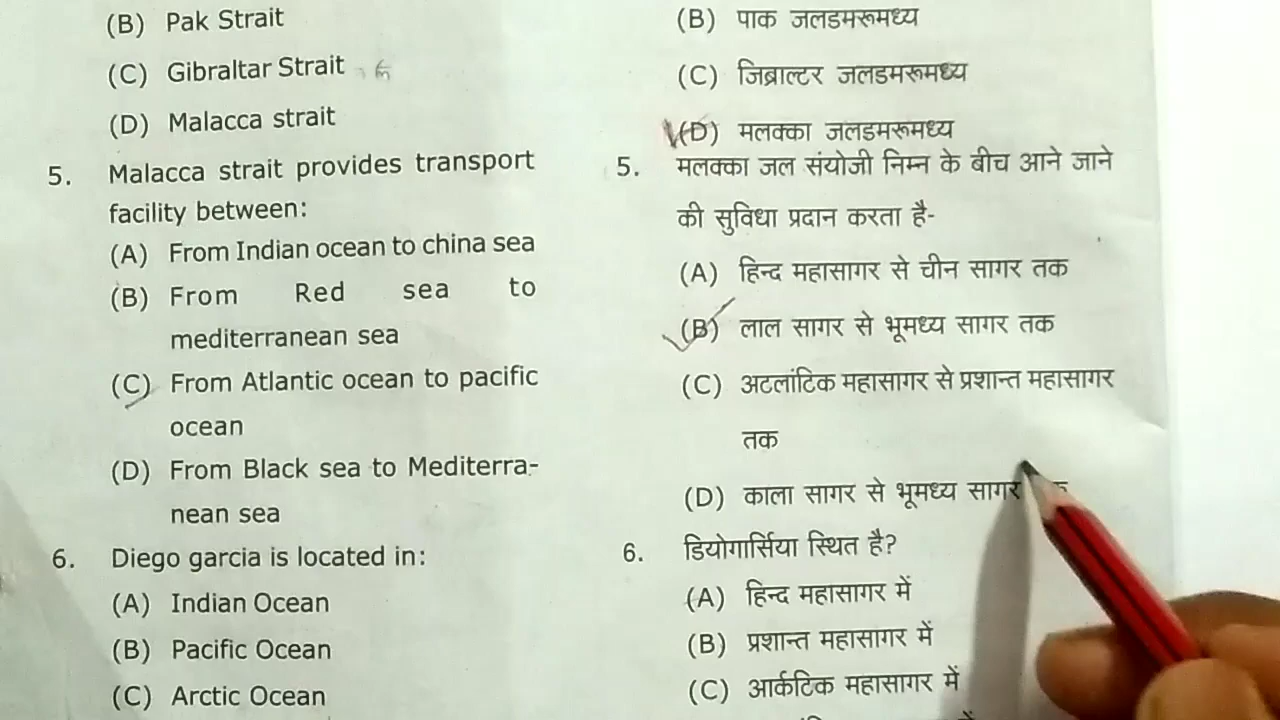 (B) Pak Strait
(C) Gibraltar Strait
(D) Malacca strait
5. Malacca strait provides transport
facility between:
(A) From Indian ocean to china sea
(B) From Red sea to
mediterranean sea
(C) From Atlantic ocean to pacific
ocean
(D) From Black sea to Mediterra-
nean sea
6. Diego garcia is located in:
(A) Indian Ocean
(B) Pacific Ocean
(C) Arctic Ocean
(B) पाक जलडमरूमध्य
(C) जिब्राल्टर जलडमरूमध्य
(D) मलक्का जलडमरूमध्य
5. मलक्का जल संयोजी निम्न के बीच आने जाने
की सुविधा प्रदान करता है-
(A) हिन्द महासागर से चीन सागर तक
(B) लाल सागर से भूमध्य सागर तक
(C) अटलांटिक महासागर से प्रशान्त महासागर
तक
(D) काला सागर से भूमध्य सागर
6. डियोगार्सिया स्थित है?
(A) हिन्द महासागर में
(B) प्रशान्त महासागर में
(C) आर्कटिक महासागर में